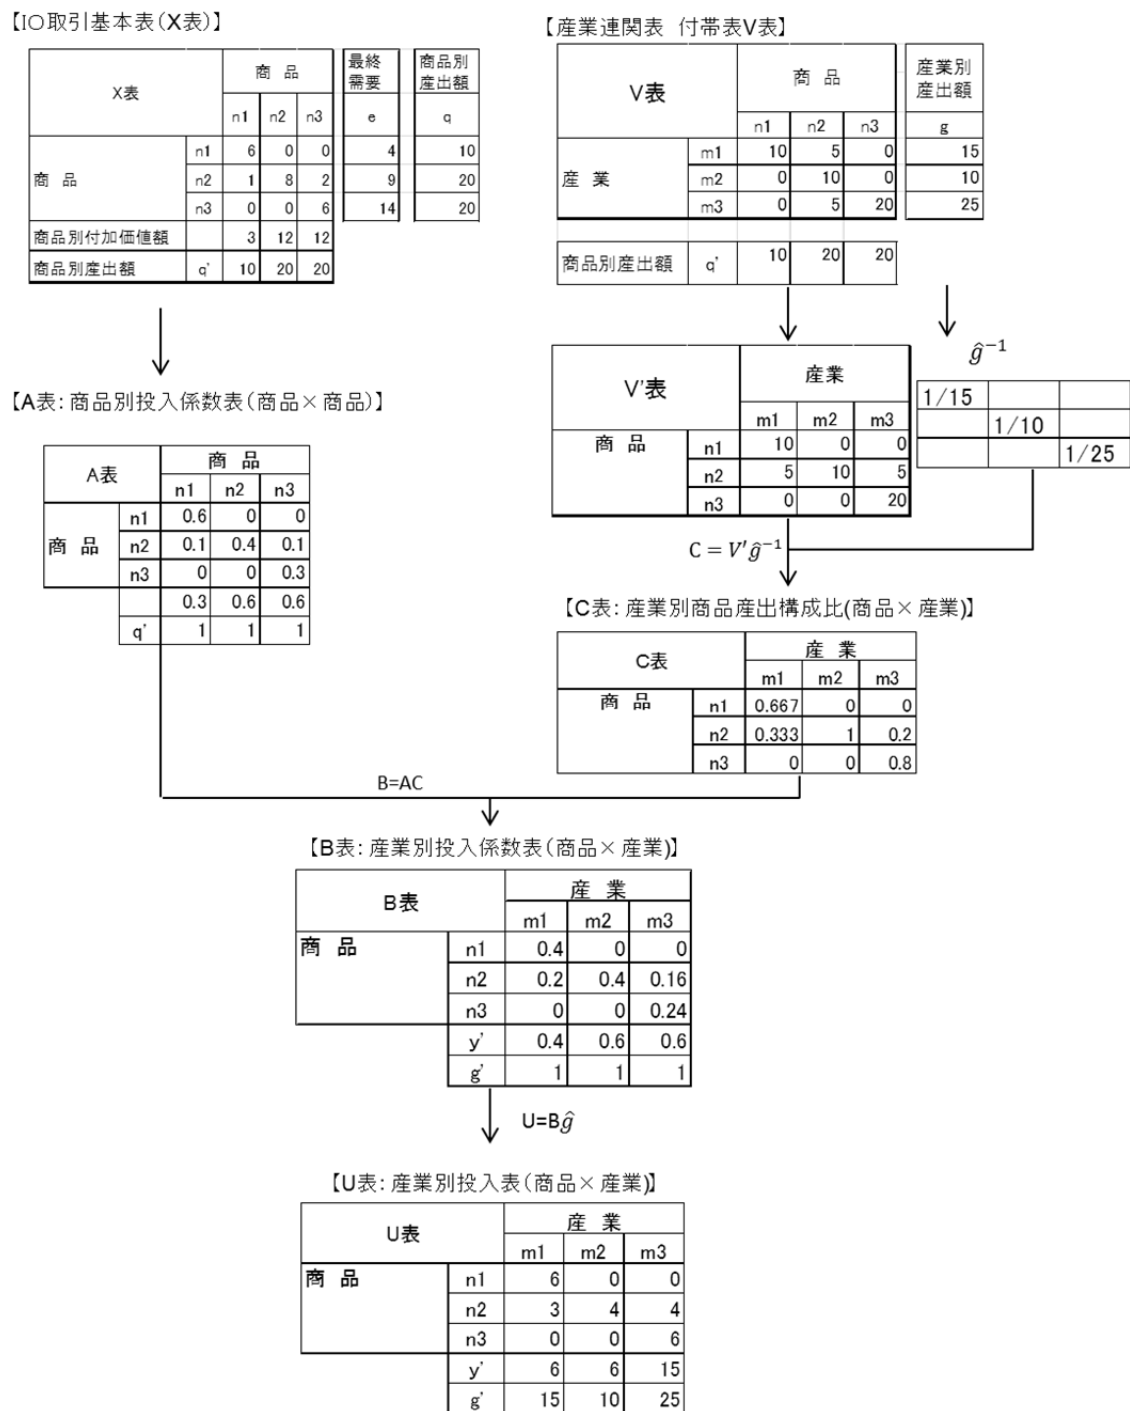 【IO取引基本表(X表)】
X表 商 品 最終需要 商品別産出額
n1 n2 n3 e q
商 品 n1 6 0 0 4 10
n2 1 8 2 9 20
n3 0 0 6 14 20
商品別付加価値額 3 12 12
商品別産出額 q' 10 20 20
【産業連関表 付帯表V表】
V表 商 品 産業別産出額
n1 n2 n3 g
産 業 m1 10 5 0 15
m2 0 10 0 10
m3 0 5 20 25
商品別産出額 q' 10 20 20
V'表 産業
m1 m2 m3
商 品 n1 10 0 0
n2 5 10 5
n3 0 0 20
ĝ⁻¹
1/15
1/10
1/25
C = V'ĝ⁻¹
【A表: 商品別投入係数表(商品×商品)】
A表 商 品
n1 n2 n3
商 品 n1 0.6 0 0
n2 0.1 0.4 0.1
n3 0 0 0.3
0.3 0.6 0.6
q' 1 1 1
【C表: 産業別商品産出構成比(商品×産業)】
C表 産 業
m1 m2 m3
商 品 n1 0.667 0 0
n2 0.333 1 0.2
n3 0 0 0.8
B=AC
【B表: 産業別投入係数表(商品×産業)】
B表 産 業
m1 m2 m3
商 品 n1 0.4 0 0
n2 0.2 0.4 0.16
n3 0 0 0.24
y' 0.4 0.6 0.6
g' 1 1 1
U=Bĝ
【U表: 産業別投入表(商品×産業)】
U表 産 業
m1 m2 m3
商 品 n1 6 0 0
n2 3 4 4
n3 0 0 6
y' 6 6 15
g' 15 10 25